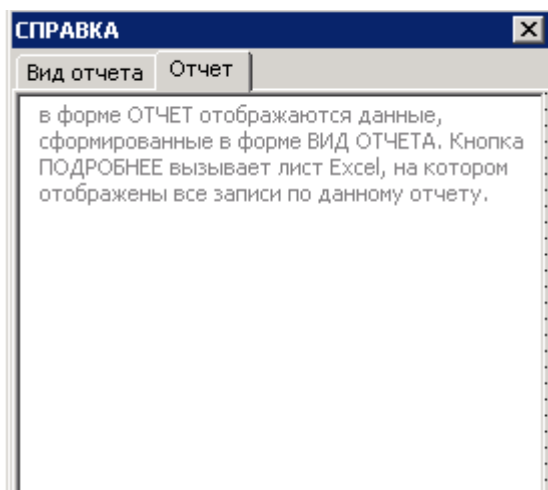 СПРАВКА
Вид отчета Отчет
в форме ОТЧЕТ отображаются данные,
сформированные в форме ВИД ОТЧЕТА. Кнопка
ПОДРОБНЕЕ вызывает лист Excel, на котором
отображены все записи по данному отчету.